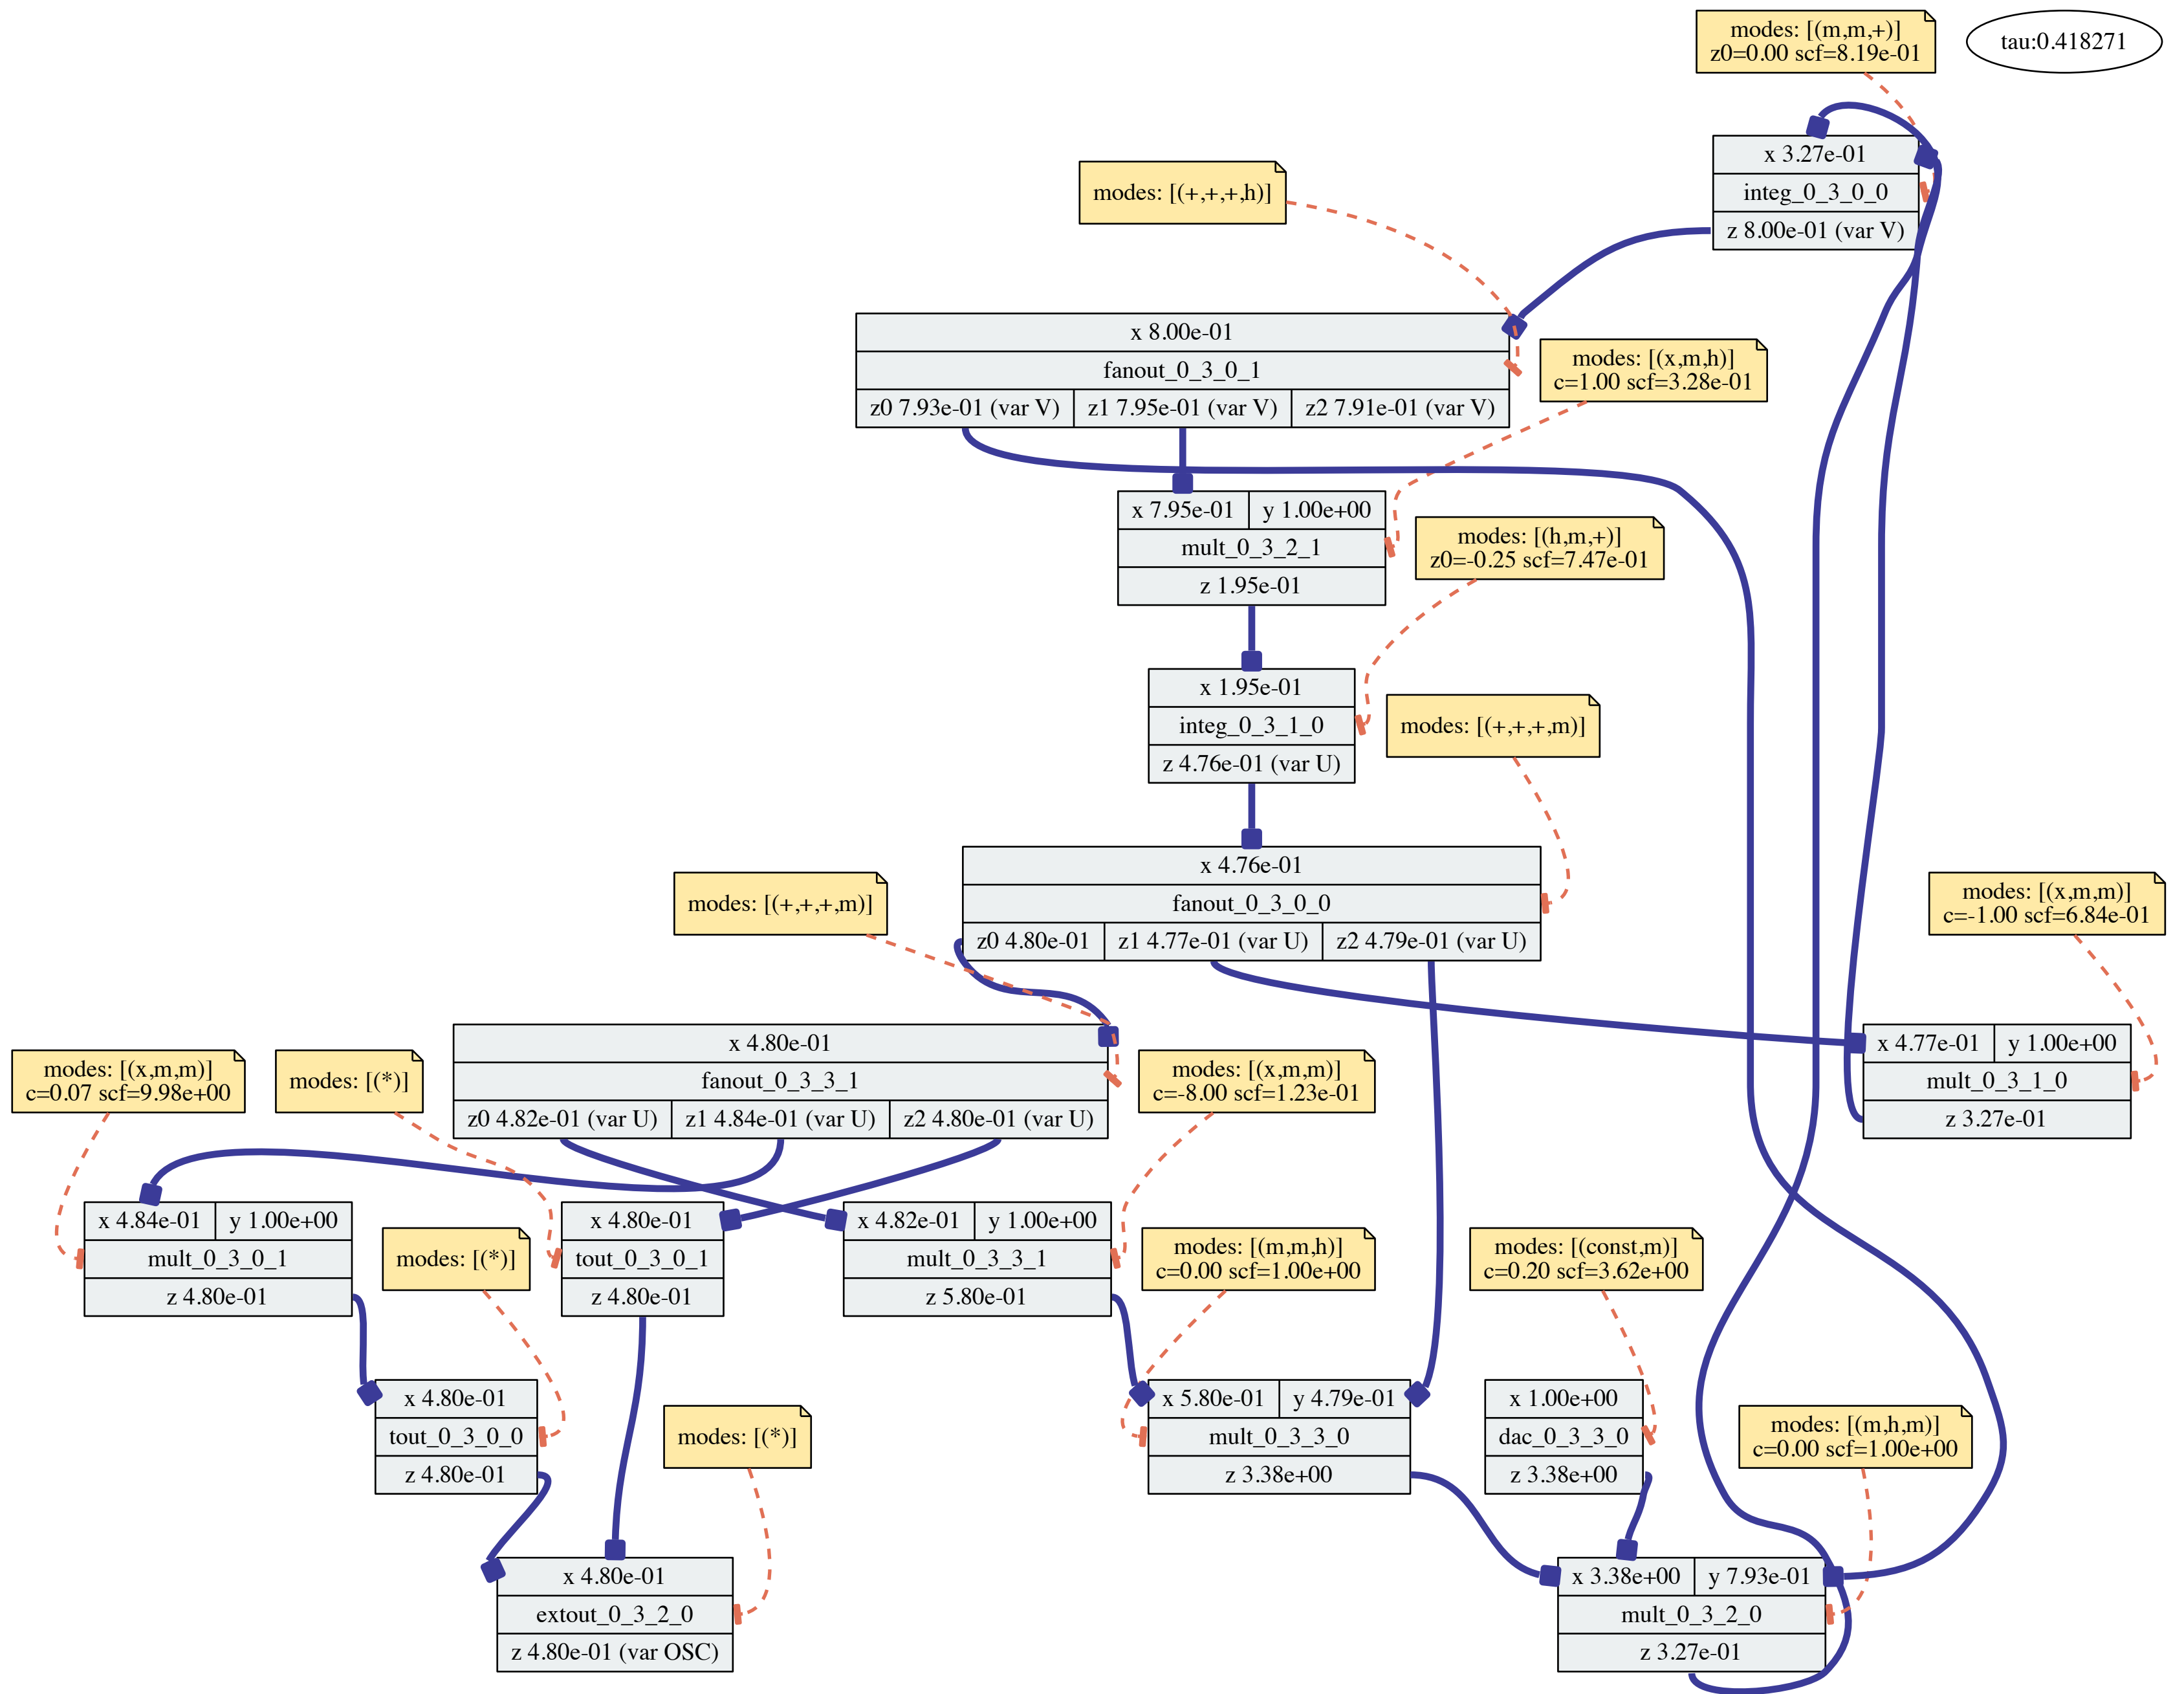 modes: [(m,m,+)]
z0=0.00 scf=8.19e-01
tau:0.418271
x 3.27e-01
integ_0_3_0_0
z 8.00e-01 (var V)
modes: [(+,+,+,h)]
x 8.00e-01
fanout_0_3_0_1
z0 7.93e-01 (var V)
z1 7.95e-01 (var V)
z2 7.91e-01 (var V)
modes: [(x,m,h)]
c=1.00 scf=3.28e-01
x 7.95e-01
y 1.00e+00
mult_0_3_2_1
z 1.95e-01
modes: [(h,m,+)]
z0=-0.25 scf=7.47e-01
x 1.95e-01
integ_0_3_1_0
z 4.76e-01 (var U)
modes: [(+,+,+,m)]
x 4.76e-01
fanout_0_3_0_0
z0 4.80e-01
z1 4.77e-01 (var U)
z2 4.79e-01 (var U)
modes: [(+,+,+,m)]
modes: [(x,m,m)]
c=-1.00 scf=6.84e-01
x 4.80e-01
fanout_0_3_3_1
z0 4.82e-01 (var U)
z1 4.84e-01 (var U)
z2 4.80e-01 (var U)
x 4.77e-01
y 1.00e+00
mult_0_3_1_0
z 3.27e-01
modes: [(x,m,m)]
c=0.07 scf=9.98e+00
modes: [(*)]
modes: [(x,m,m)]
c=-8.00 scf=1.23e-01
x 4.84e-01
y 1.00e+00
mult_0_3_0_1
z 4.80e-01
x 4.80e-01
tout_0_3_0_1
z 4.80e-01
x 4.82e-01
y 1.00e+00
mult_0_3_3_1
z 5.80e-01
modes: [(*)]
modes: [(m,m,h)]
c=0.00 scf=1.00e+00
modes: [(const,m)]
c=0.20 scf=3.62e+00
x 4.80e-01
tout_0_3_0_0
z 4.80e-01
x 5.80e-01
y 4.79e-01
mult_0_3_3_0
z 3.38e+00
x 1.00e+00
dac_0_3_3_0
z 3.38e+00
modes: [(*)]
modes: [(m,h,m)]
c=0.00 scf=1.00e+00
x 4.80e-01
extout_0_3_2_0
z 4.80e-01 (var OSC)
x 3.38e+00
y 7.93e-01
mult_0_3_2_0
z 3.27e-01